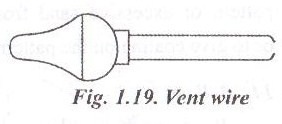 Fig. 1.19. Vent wire